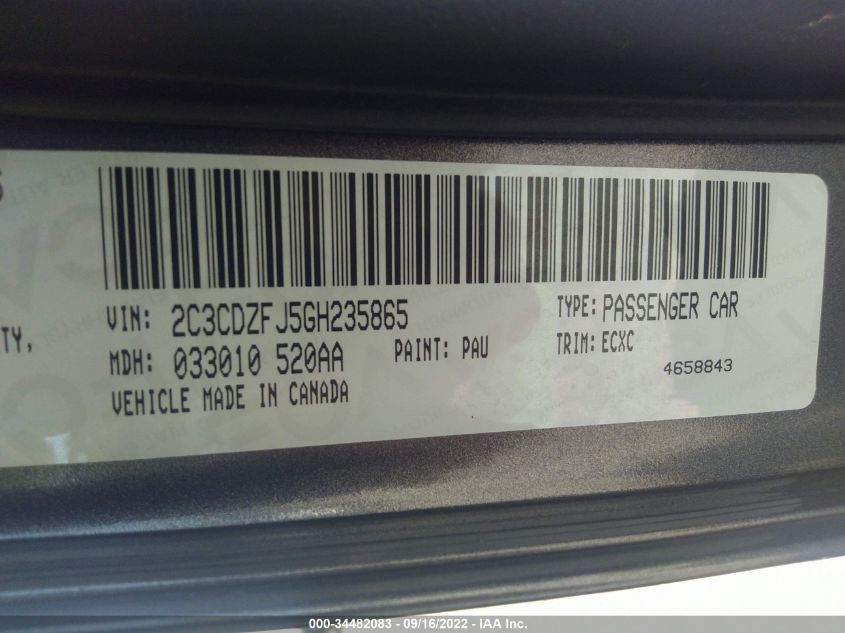 VIN: 2C3CDZFJ5GH235865
TYPE: PASSENGER CAR
TY,
MDH: 033010 520AA
PAINT: PAU
TRIM: ECXC
4658843
VEHICLE MADE IN CANADA
000-34482083 - 09/16/2022 - IAA Inc.